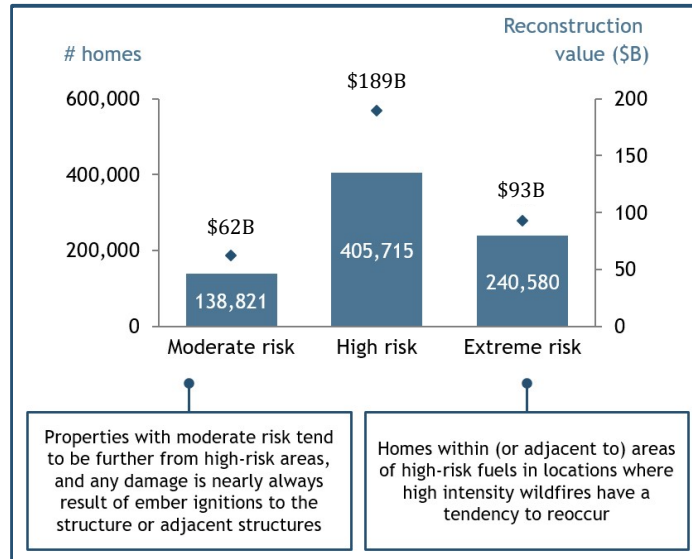 # homes
Reconstruction
value ($B)
600,000
400,000
200,000
0
$62B
$189B
$93B
138,821
405,715
240,580
200
150
100
50
0
Moderate risk
High risk
Extreme risk
Properties with moderate risk tend
to be further from high-risk areas,
and any damage is nearly always
result of ember ignitions to the
structure or adjacent structures
Homes within (or adjacent to) areas
of high-risk fuels in locations where
high intensity wildfires have a
tendency to reoccur